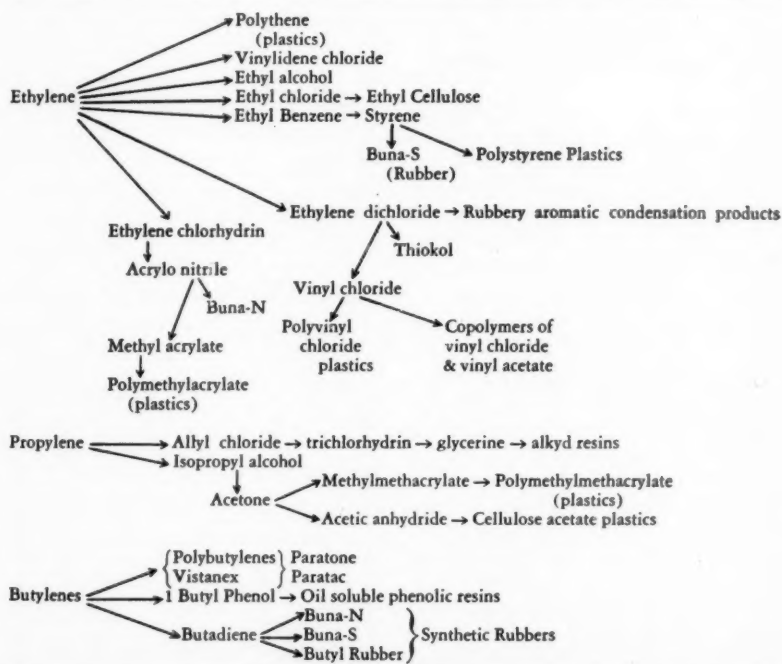 Polythene
(plastics)
Vinylidene chloride
Ethyl alcohol
Ethylene
Ethyl chloride → Ethyl Cellulose
Ethyl Benzene → Styrene
Buna-S
(Rubber)
Polystyrene Plastics
Ethylene dichloride → Rubbery aromatic condensation products
Ethylene chlorhydrin
Thiokol
Acrylo nitrile
Vinyl chloride
Buna-N
Methyl acrylate
Polyvinyl
chloride
plastics
Copolymers of
vinyl chloride
& vinyl acetate
Polymethylacrylate
(plastics)
Propylene
Allyl chloride → trichlorhydrin → glycerine → alkyd resins
Isopropyl alcohol
Acetone
Methylmethacrylate → Polymethylmethacrylate
(plastics)
Acetic anhydride → Cellulose acetate plastics
{Polybutylenes} Paratone
{Vistanex} Paratac
Butylenes
1 Butyl Phenol → Oil soluble phenolic resins
Butadiene
Buna-N
Buna-S
Butyl Rubber
} Synthetic Rubbers